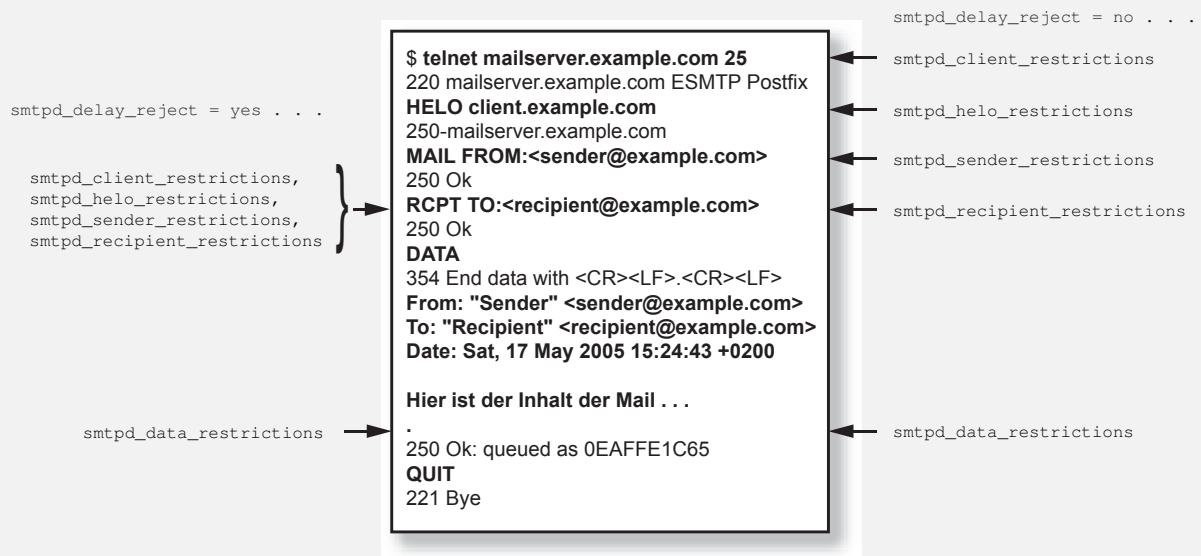 smtpd_delay_reject = no . . .
smtpd_client_restrictions
smtpd_helo_restrictions
smtpd_sender_restrictions
smtpd_recipient_restrictions
smtpd_data_restrictions
smtpd_delay_reject = yes . . .
smtpd_client_restrictions,
smtpd_helo_restrictions,
smtpd_sender_restrictions,
smtpd_recipient_restrictions
smtpd_data_restrictions
$ telnet mailserver.example.com 25
220 mailserver.example.com ESMTP Postfix
HELO client.example.com
250-mailserver.example.com
MAIL FROM:<sender@example.com>
250 Ok
RCPT TO:<recipient@example.com>
250 Ok
DATA
354 End data with <CR><LF>.<CR><LF>
From: "Sender" <sender@example.com>
To: "Recipient" <recipient@example.com>
Date: Sat, 17 May 2005 15:24:43 +0200
Hier ist der Inhalt der Mail . . .
.
250 Ok: queued as 0EAFFE1C65
QUIT
221 Bye